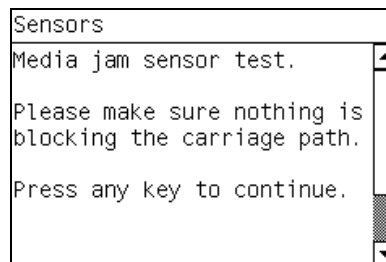 Sensors
Media jam sensor test.
Please make sure nothing is
blocking the carriage path.
Press any key to continue.